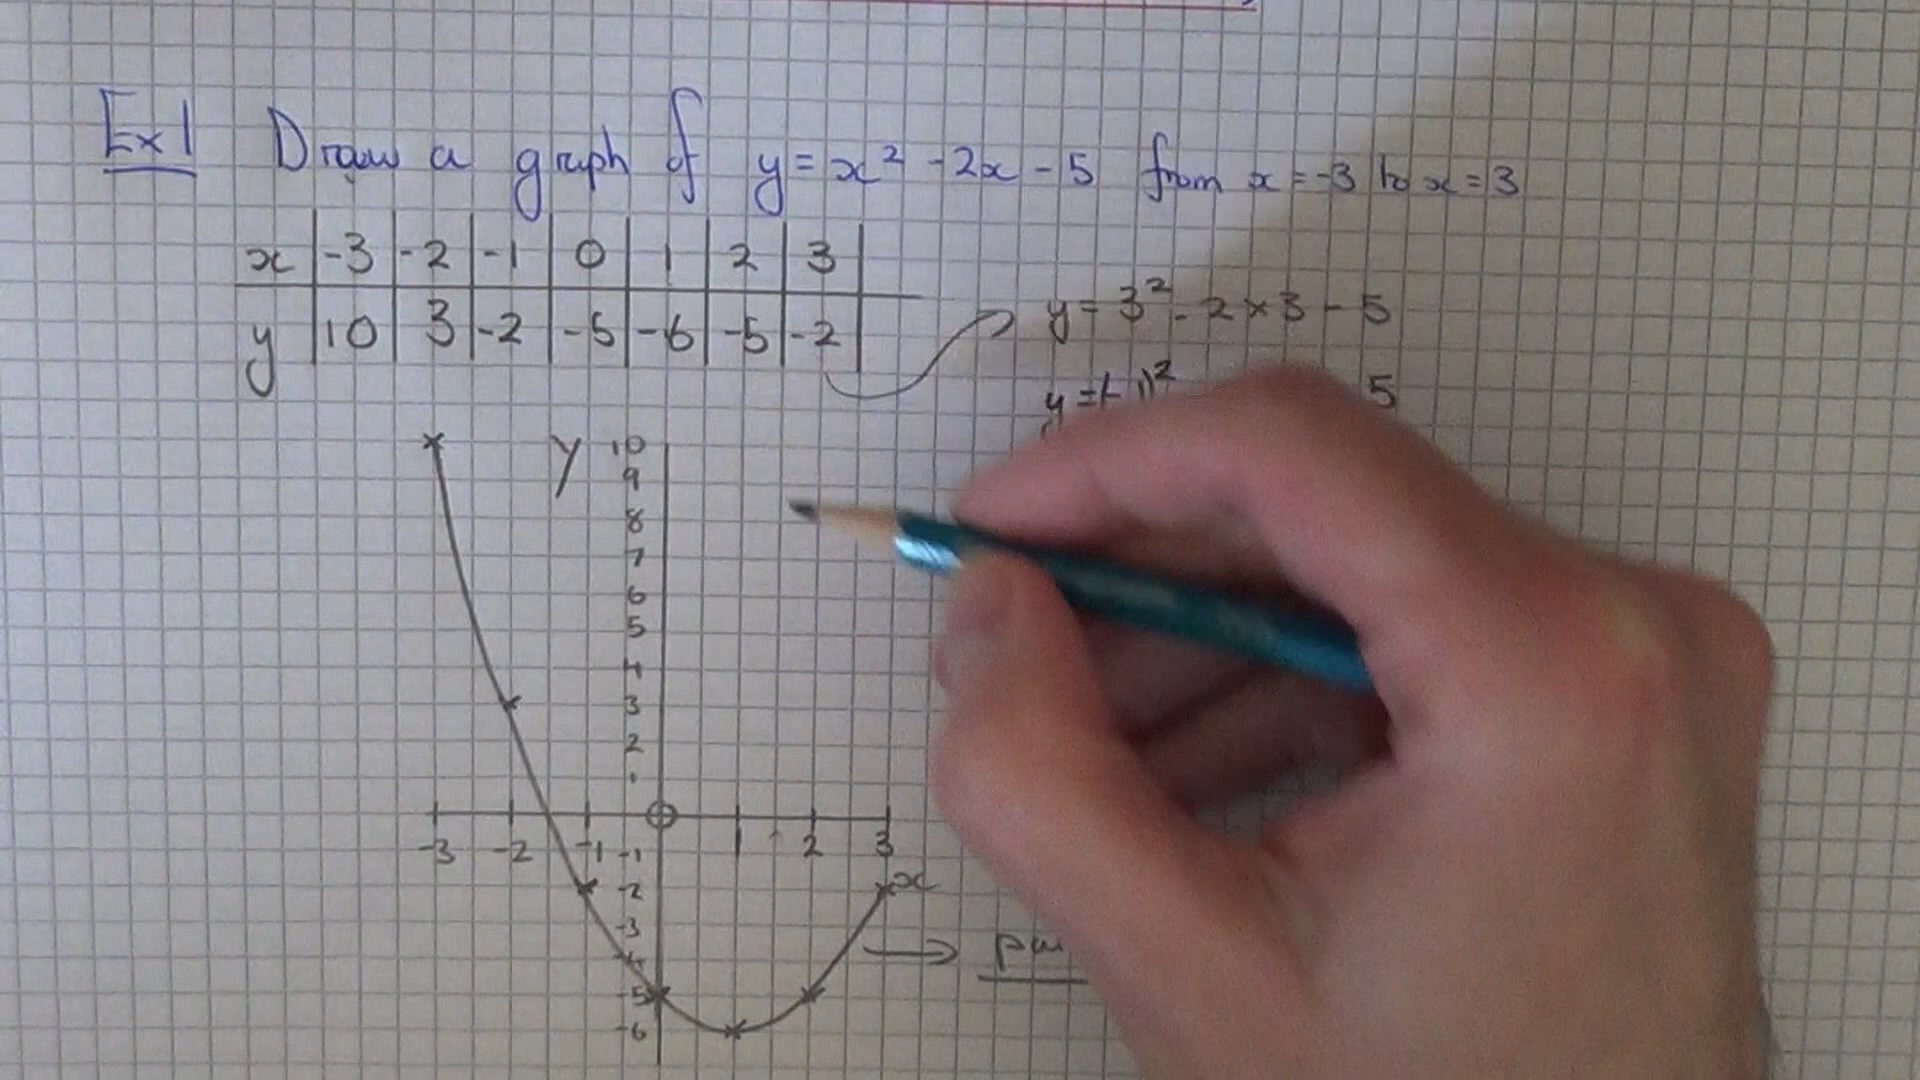 Ex1 Draw a graph of y = x² - 2x - 5 from x = -3 to x = 3
x -3 -2 -1 0 1 2 3
y 10 3 -2 -5 -6 -5 -2
y = 3² - 2 × 3 - 5
y = (-1)² 5
y 10
9
8
7
6
5
4
3
2
1
-3 -2 -1 1 2 3
-1
-2 x
-3
-4
-5
-6